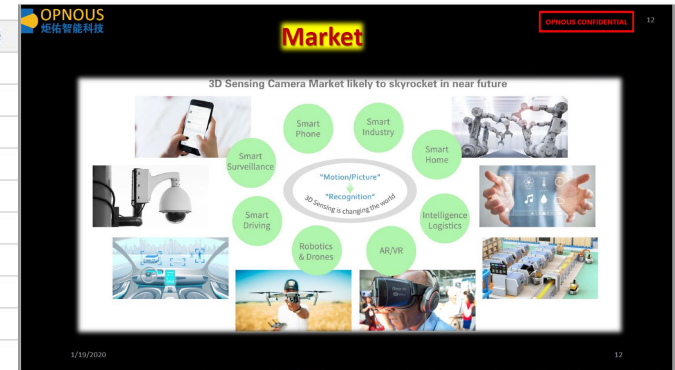 OPNOUS
炬佑智能科技
Market
OPNOUS CONFIDENTIAL
12
3D Sensing Camera Market likely to skyrocket in near future
Smart
Phone
Smart
Industry
Smart
Surveillance
Smart
Home
"Motion/Picture"
"Recognition"
3D Sensing is changing the world
Smart
Driving
Intelligence
Logistics
Robotics
& Drones
AR/VR
1/19/2020
12